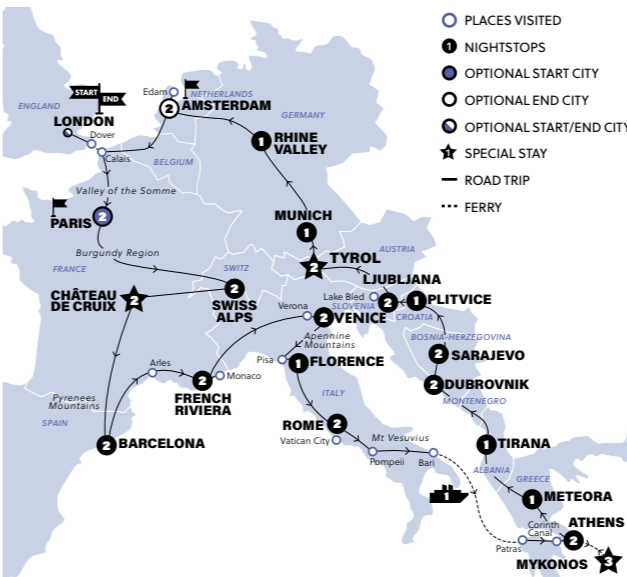 PLACES VISITED
1 NIGHTSTOPS
OPTIONAL START CITY
OPTIONAL END CITY
OPTIONAL START/END CITY
1 SPECIAL STAY
ROAD TRIP
FERRY
START
END
ENGLAND
LONDON
Dover
Calais
Edam
NETHERLANDS
2 AMSTERDAM
GERMANY
1 RHINE
VALLEY
BELGIUM
Valley of the Somme
PARIS 2
MUNICH
1
Burgundy Region
FRANCE
SWITZ
TYROL
2
AUSTRIA
LJUBLJANA
2
CHÂTEAU
DE CRUIX
2
2
SWISS
ALPS
Lake Bled
SLOVENIA
1 PLITVICE
CROATIA
Verona
2 VENICE
Apennine
Mountains
BOSNIA-HERZEGOVINA
2 SARAJEVO
Arles
Pisa
1 FLORENCE
2
Monaco
FRENCH
RIVIERA
2 DUBROVNIK
MONTENEGRO
Pyrenees
Mountains
ITALY
SPAIN
ROME 2
Vatican City
Mt Vesuvius
2 BARCELONA
Pompeii
Bari
1 TIRANA
ALBANIA
GREECE
1
1 METEORA
Corinth
Canal
ATHENS
2
Patras
MYKONOS 3